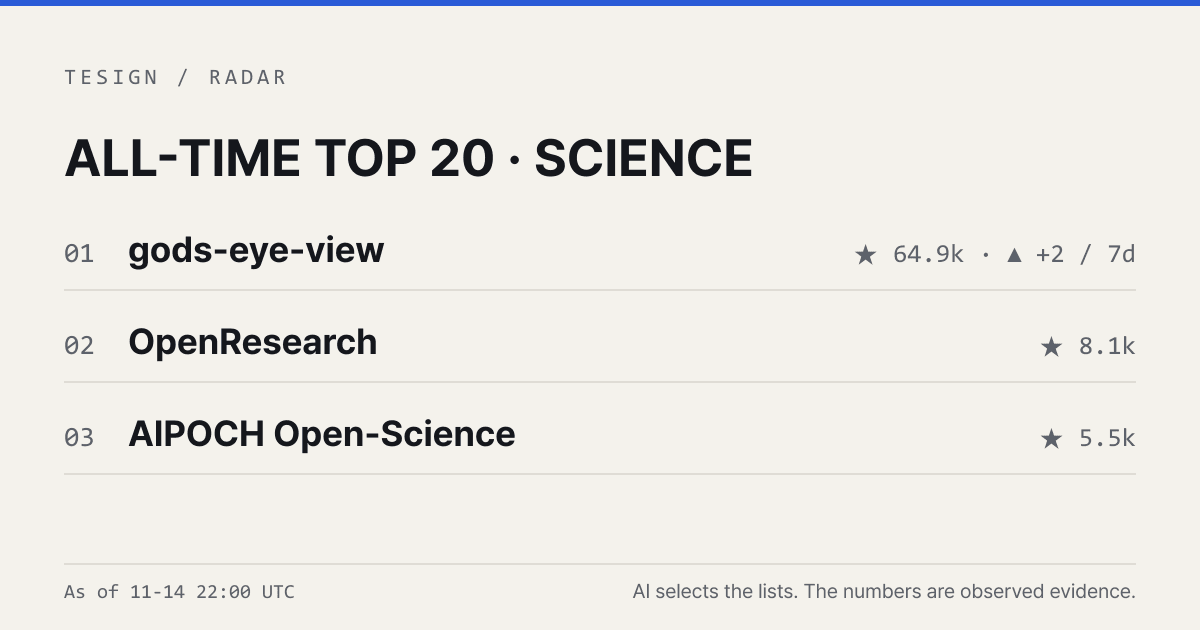 TESIGN / RADAR
ALL-TIME TOP 20 · SCIENCE
01 gods-eye-view ★ 64.9k · ▲ +2 / 7d
02 OpenResearch ★ 8.1k
03 AIPOCH Open-Science ★ 5.5k
As of 11-14 22:00 UTC AI selects the lists. The numbers are observed evidence.